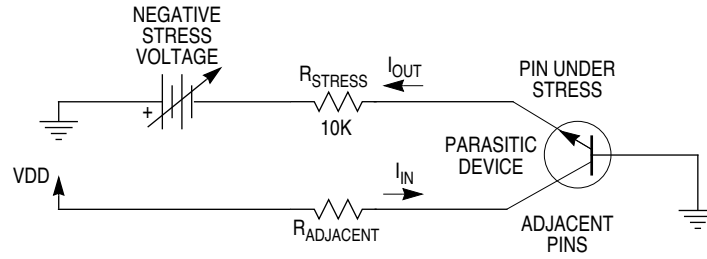 NEGATIVE
STRESS
VOLTAGE
+
R_STRESS
10K
I_OUT
PIN UNDER
STRESS
PARASITIC
DEVICE
VDD
I_IN
R_ADJACENT
ADJACENT
PINS